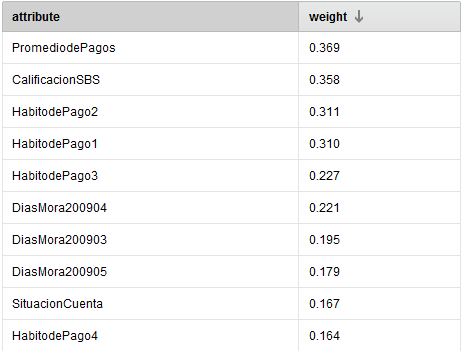 attribute weight
PromediodePagos 0.369
CalificacionSBS 0.358
HabitodePago2 0.311
HabitodePago1 0.310
HabitodePago3 0.227
DiasMora200904 0.221
DiasMora200903 0.195
DiasMora200905 0.179
SituacionCuenta 0.167
HabitodePago4 0.164